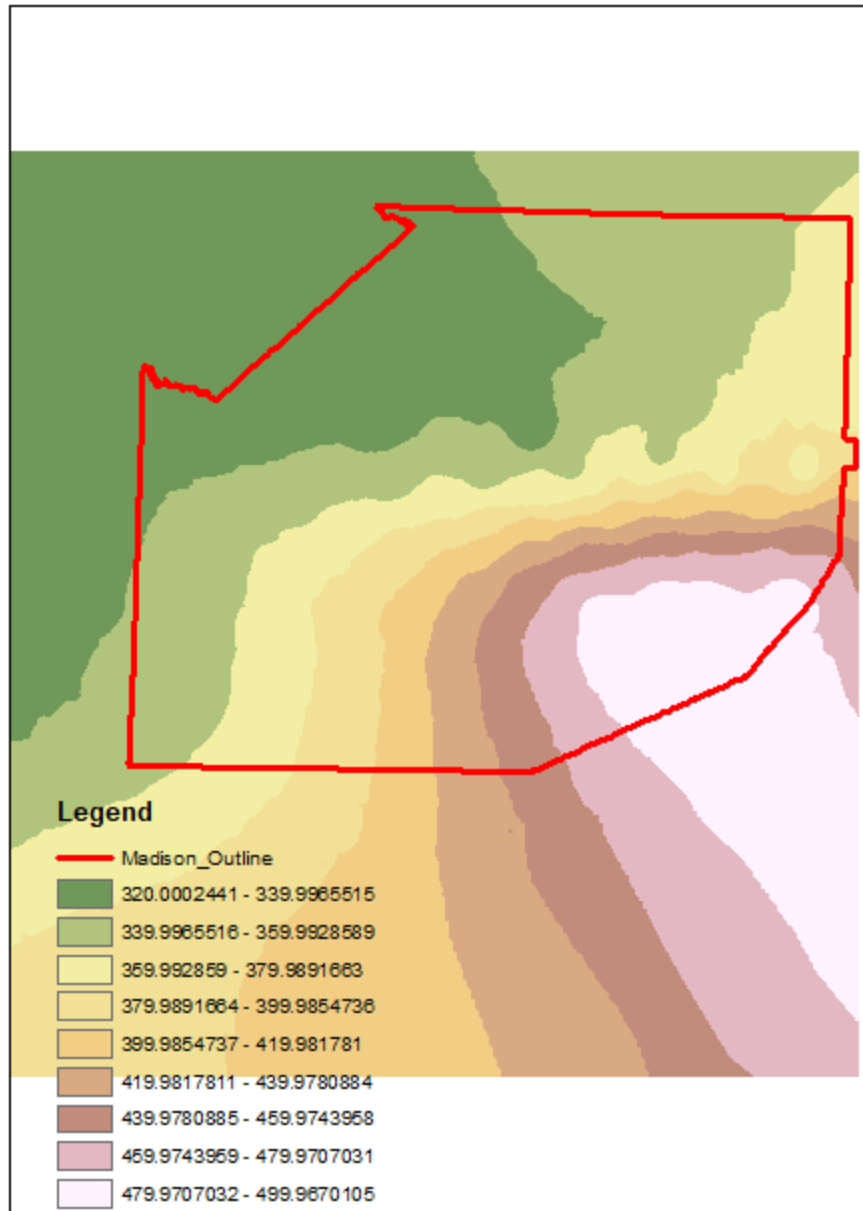 Legend
Madison_Outline
320.0002441 - 339.9965515
339.9965516 - 359.9928589
359.992859 - 379.9891663
379.9891664 - 399.9854736
399.9854737 - 419.981781
419.9817811 - 439.9780884
439.9780885 - 459.9743958
459.9743959 - 479.9707031
479.9707032 - 499.9670105